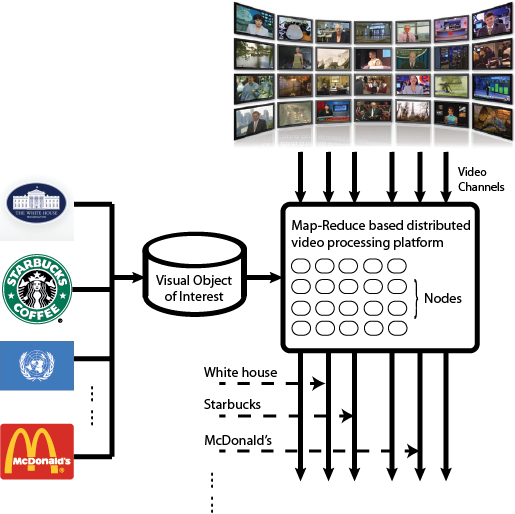 Video
Channels
THE WHITE HOUSE
WASHINGTON
STARBUCKS
COFFEE
®
McDonald's
®
Visual Object
of Interest
Map-Reduce based distributed
video processing platform
Nodes
White house
Starbucks
McDonald's